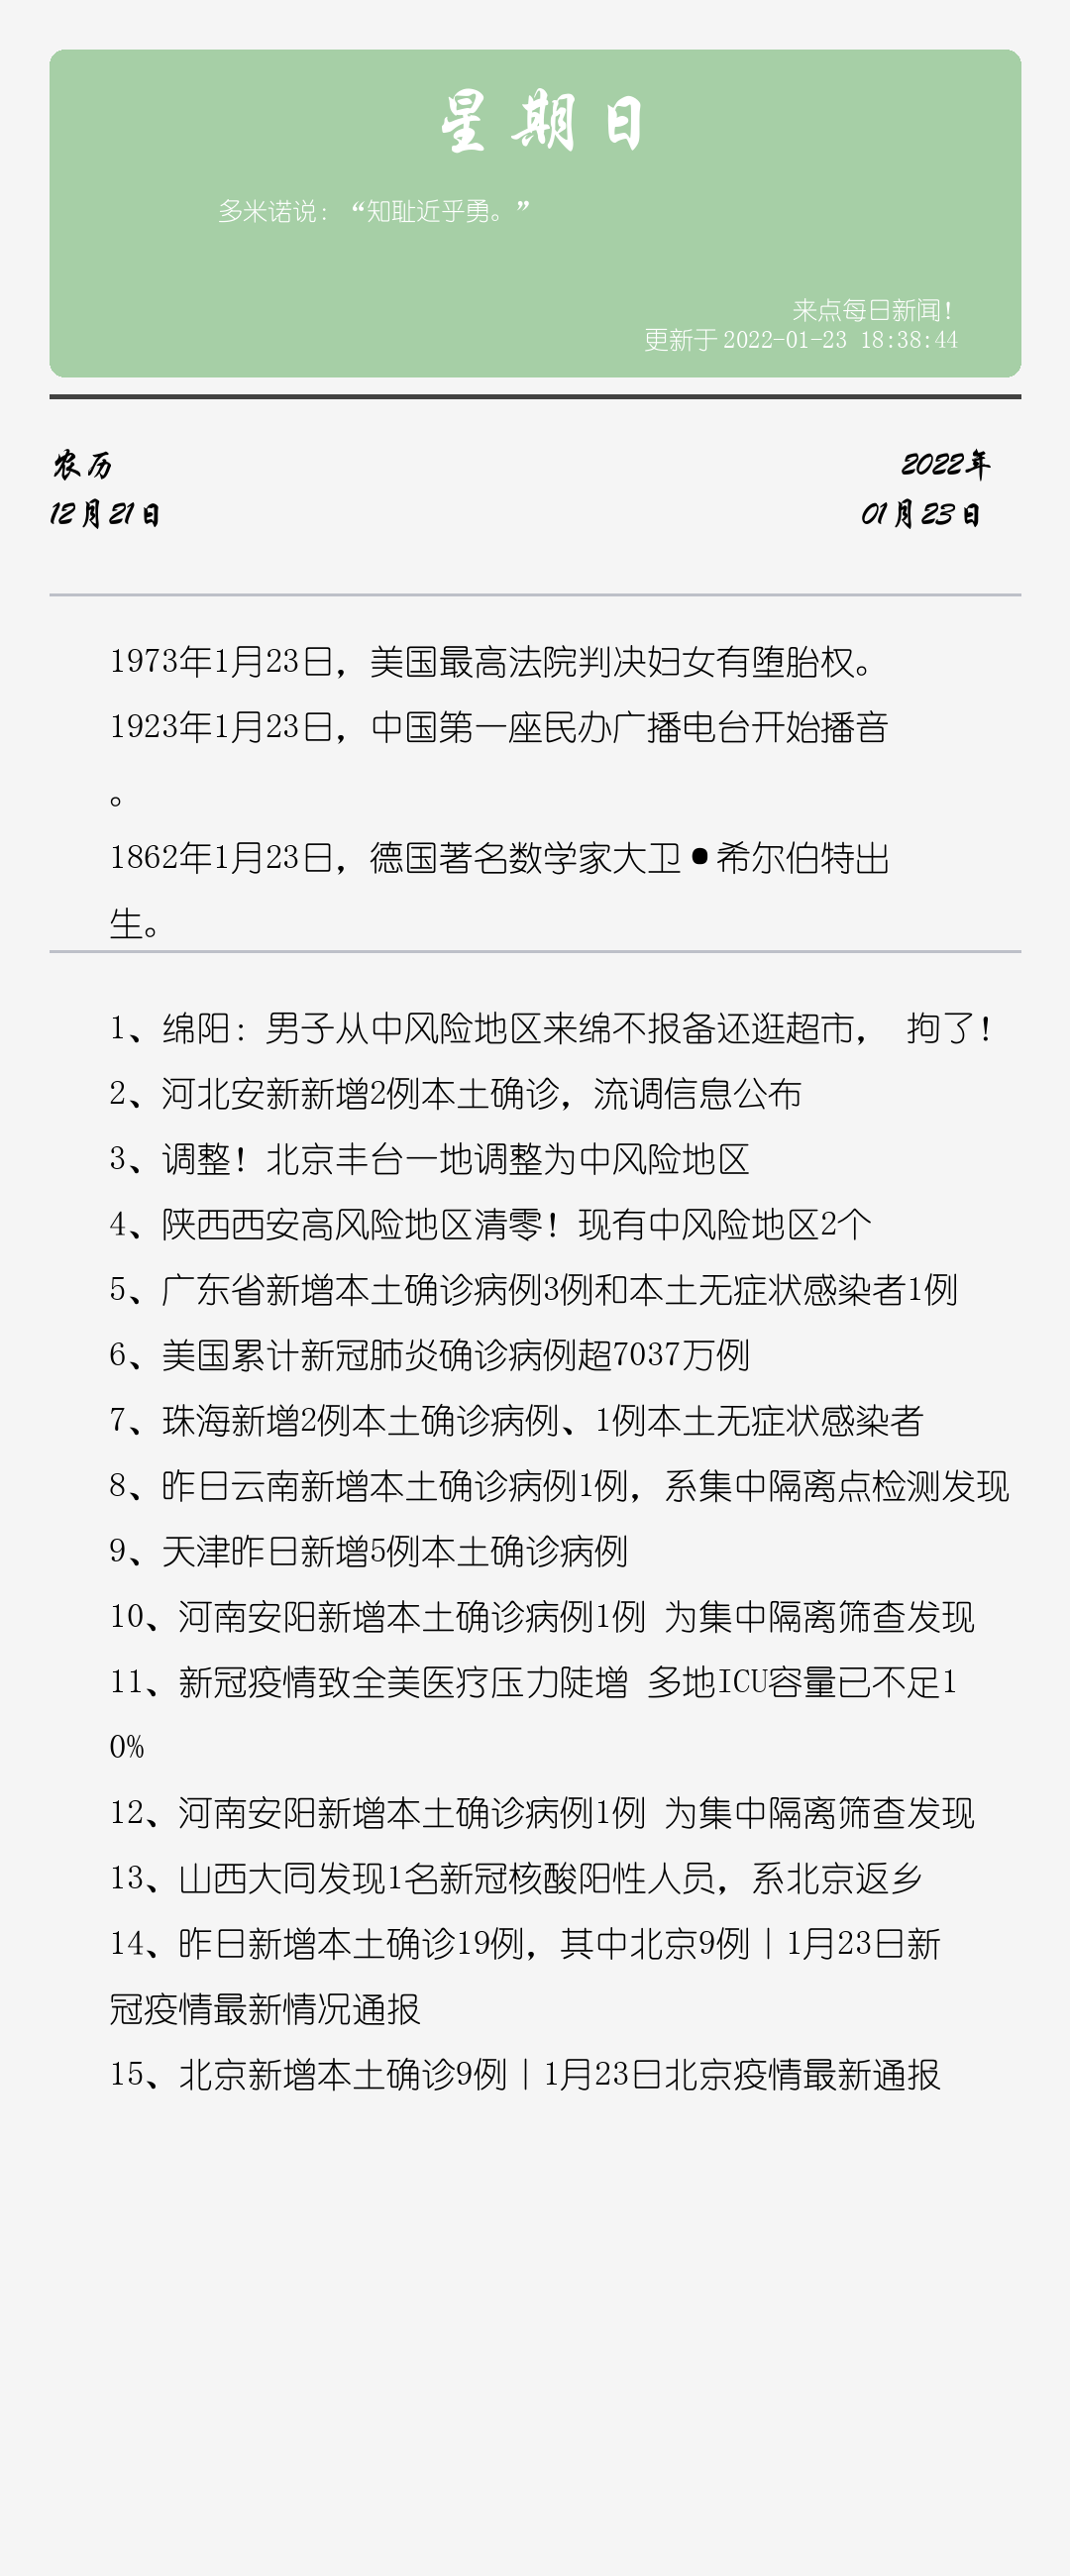 星期日
多米诺说：“知耻近乎勇。”
来点每日新闻！
更新于 2022-01-23 18:38:44
农历
2022年
12月21日
01月23日
1973年1月23日，美国最高法院判决妇女有堕胎权。
1923年1月23日，中国第一座民办广播电台开始播音
。
1862年1月23日，德国著名数学家大卫•希尔伯特出
生。
1、绵阳：男子从中风险地区来绵不报备还逛超市， 拘了！
2、河北安新新增2例本土确诊，流调信息公布
3、调整！北京丰台一地调整为中风险地区
4、陕西西安高风险地区清零！现有中风险地区2个
5、广东省新增本土确诊病例3例和本土无症状感染者1例
6、美国累计新冠肺炎确诊病例超7037万例
7、珠海新增2例本土确诊病例、1例本土无症状感染者
8、昨日云南新增本土确诊病例1例，系集中隔离点检测发现
9、天津昨日新增5例本土确诊病例
10、河南安阳新增本土确诊病例1例 为集中隔离筛查发现
11、新冠疫情致全美医疗压力陡增 多地ICU容量已不足1
0%
12、河南安阳新增本土确诊病例1例 为集中隔离筛查发现
13、山西大同发现1名新冠核酸阳性人员，系北京返乡
14、昨日新增本土确诊19例，其中北京9例｜1月23日新
冠疫情最新情况通报
15、北京新增本土确诊9例｜1月23日北京疫情最新通报